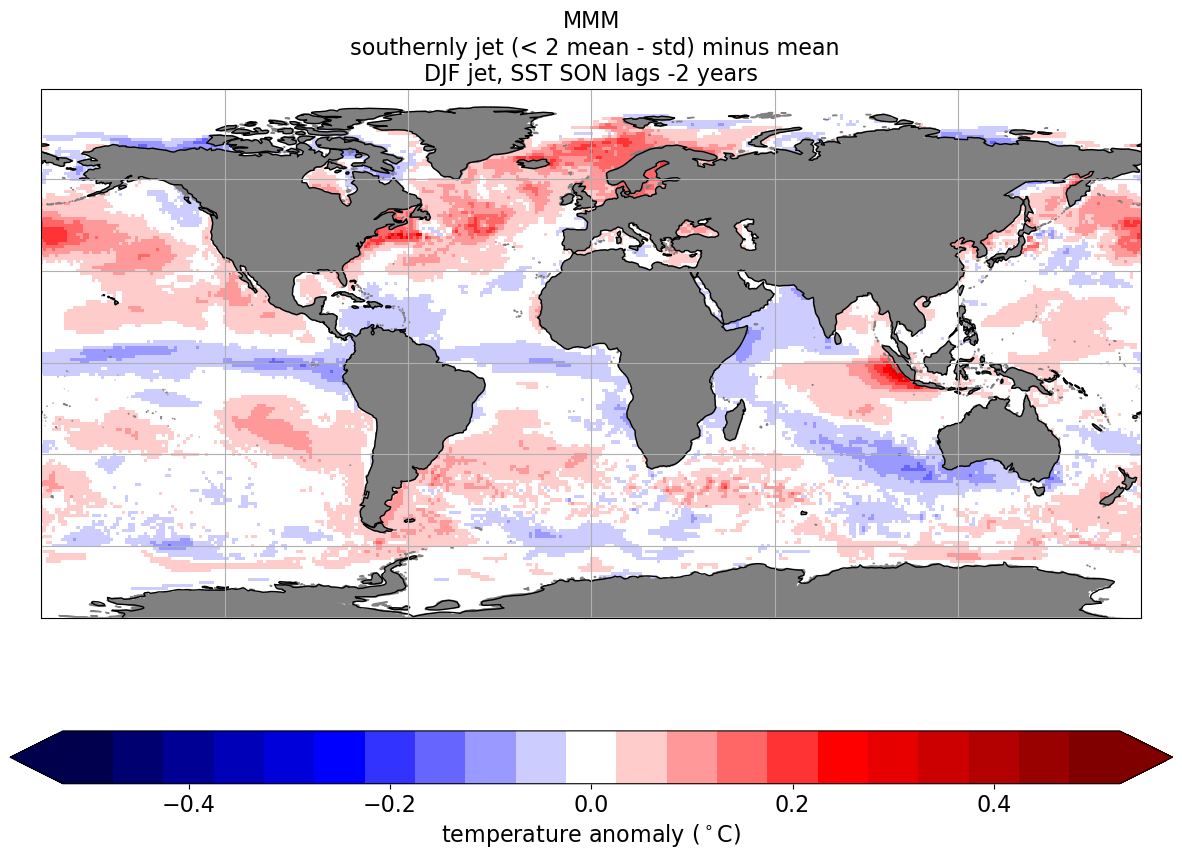 MMM
southernly jet (< 2 mean - std) minus mean
DJF jet, SST SON lags -2 years
−0.4 −0.2 0.0 0.2 0.4
temperature anomaly (°C)